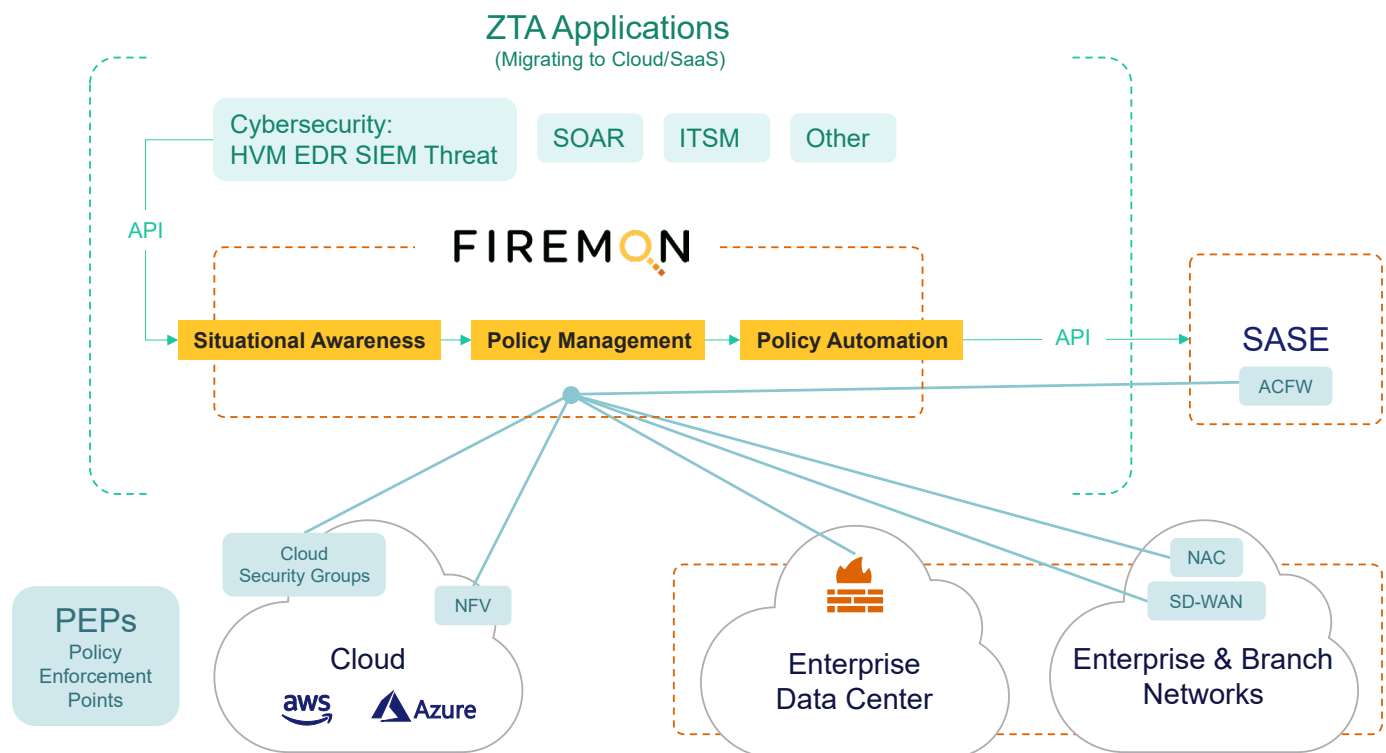 ZTA Applications
(Migrating to Cloud/SaaS)
Cybersecurity:
HVM EDR SIEM Threat
SOAR
ITSM
Other
API
FIREMON
Situational Awareness
Policy Management
Policy Automation
API
SASE
ACFW
Cloud
Security Groups
NFV
NAC
SD-WAN
PEPs
Policy
Enforcement
Points
Cloud
aws
Azure
Enterprise
Data Center
Enterprise & Branch
Networks